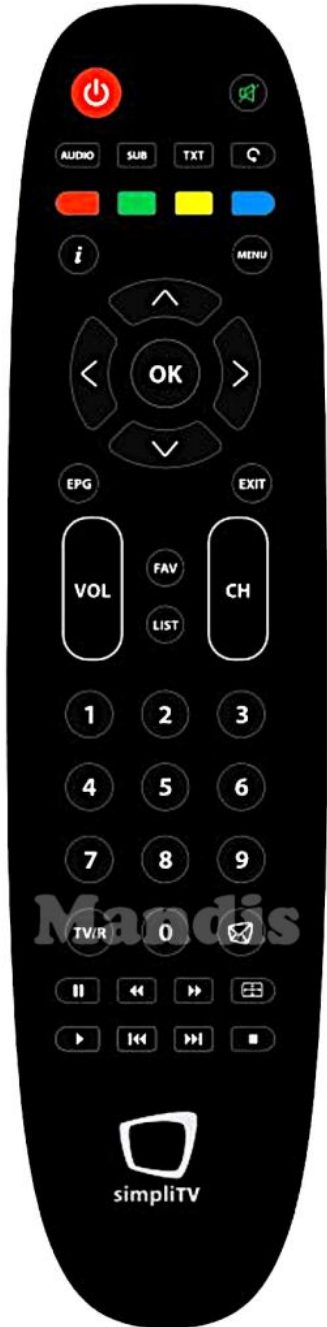 AUDIO SUB TXT
i MENU
OK
EPG EXIT
VOL FAV CH
LIST
1 2 3
4 5 6
7 8 9
Mandis
TV/R 0
simpliTV